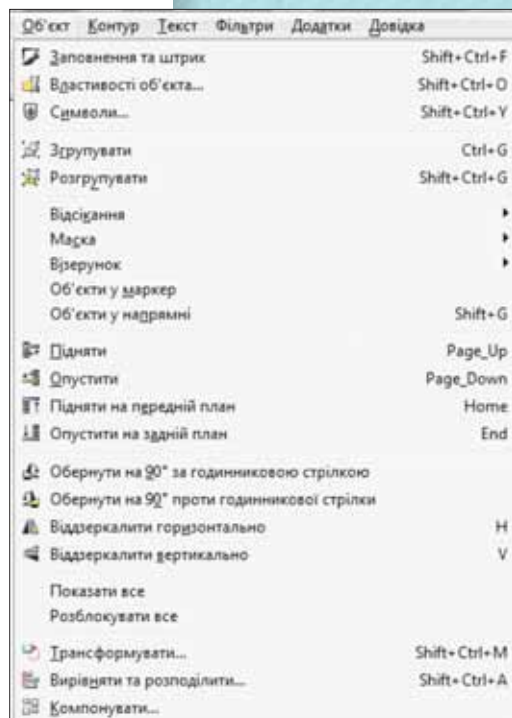 Об'єкт Контур Текст Фільтри Додатки Довідка
Заповнення та штрих Shift+Ctrl+F
Властивості об'єкта... Shift+Ctrl+O
Символи... Shift+Ctrl+Y
Згрупувати Ctrl+G
Розгрупувати Shift+Ctrl+G
Відсікання
Маска
Візерунок
Об'єкти у маркер
Об'єкти у напрямні Shift+G
Підняти Page_Up
Опустити Page_Down
Підняти на передній план Home
Опустити на задній план End
Обернути на 90° за годинниковою стрілкою
Обернути на 90° проти годинникової стрілки
Віддзеркалити горизонтально H
Віддзеркалити вертикально V
Показати все
Розблокувати все
Трансформувати... Shift+Ctrl+M
Вирівняти та розподілити... Shift+Ctrl+A
Компонувати...